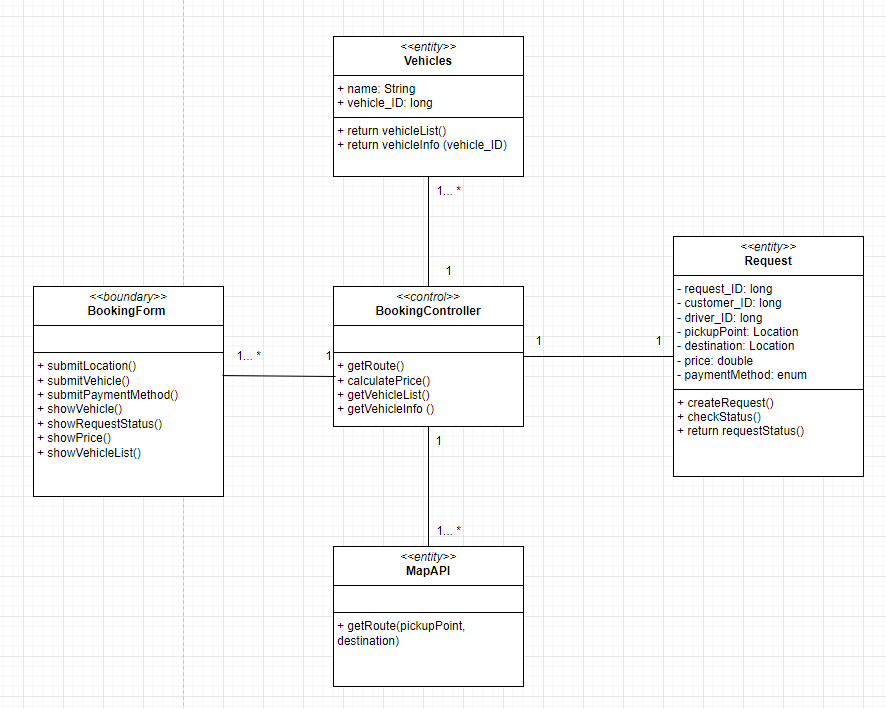 <<entity>>
Vehicles
+ name: String
+ vehicle_ID: long
+ return vehicleList()
+ return vehicleInfo (vehicle_ID)
1... *
1
<<boundary>>
BookingForm
+ submitLocation()
+ submitVehicle()
+ submitPaymentMethod()
+ showVehicle()
+ showRequestStatus()
+ showPrice()
+ showVehicleList()
1... *
1
<<control>>
BookingController
+ getRoute()
+ calculatePrice()
+ getVehicleList()
+ getVehicleInfo ()
1
1
<<entity>>
Request
- request_ID: long
- customer_ID: long
- driver_ID: long
- pickupPoint: Location
- destination: Location
- price: double
- paymentMethod: enum
+ createRequest()
+ checkStatus()
+ return requestStatus()
1
1... *
<<entity>>
MapAPI
+ getRoute(pickupPoint,
destination)